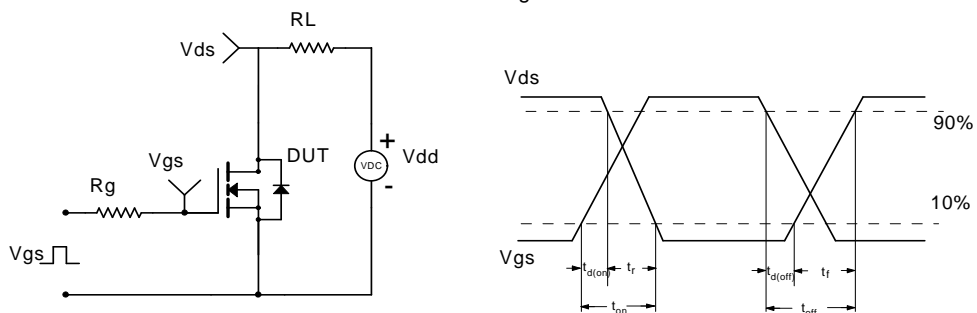 RL
Vds
Vgs
DUT
+
VDC
Vdd
-
Rg
Vgs
Vds
90%
10%
Vgs
td(on)
tr
ton
td(off)
tf
toff